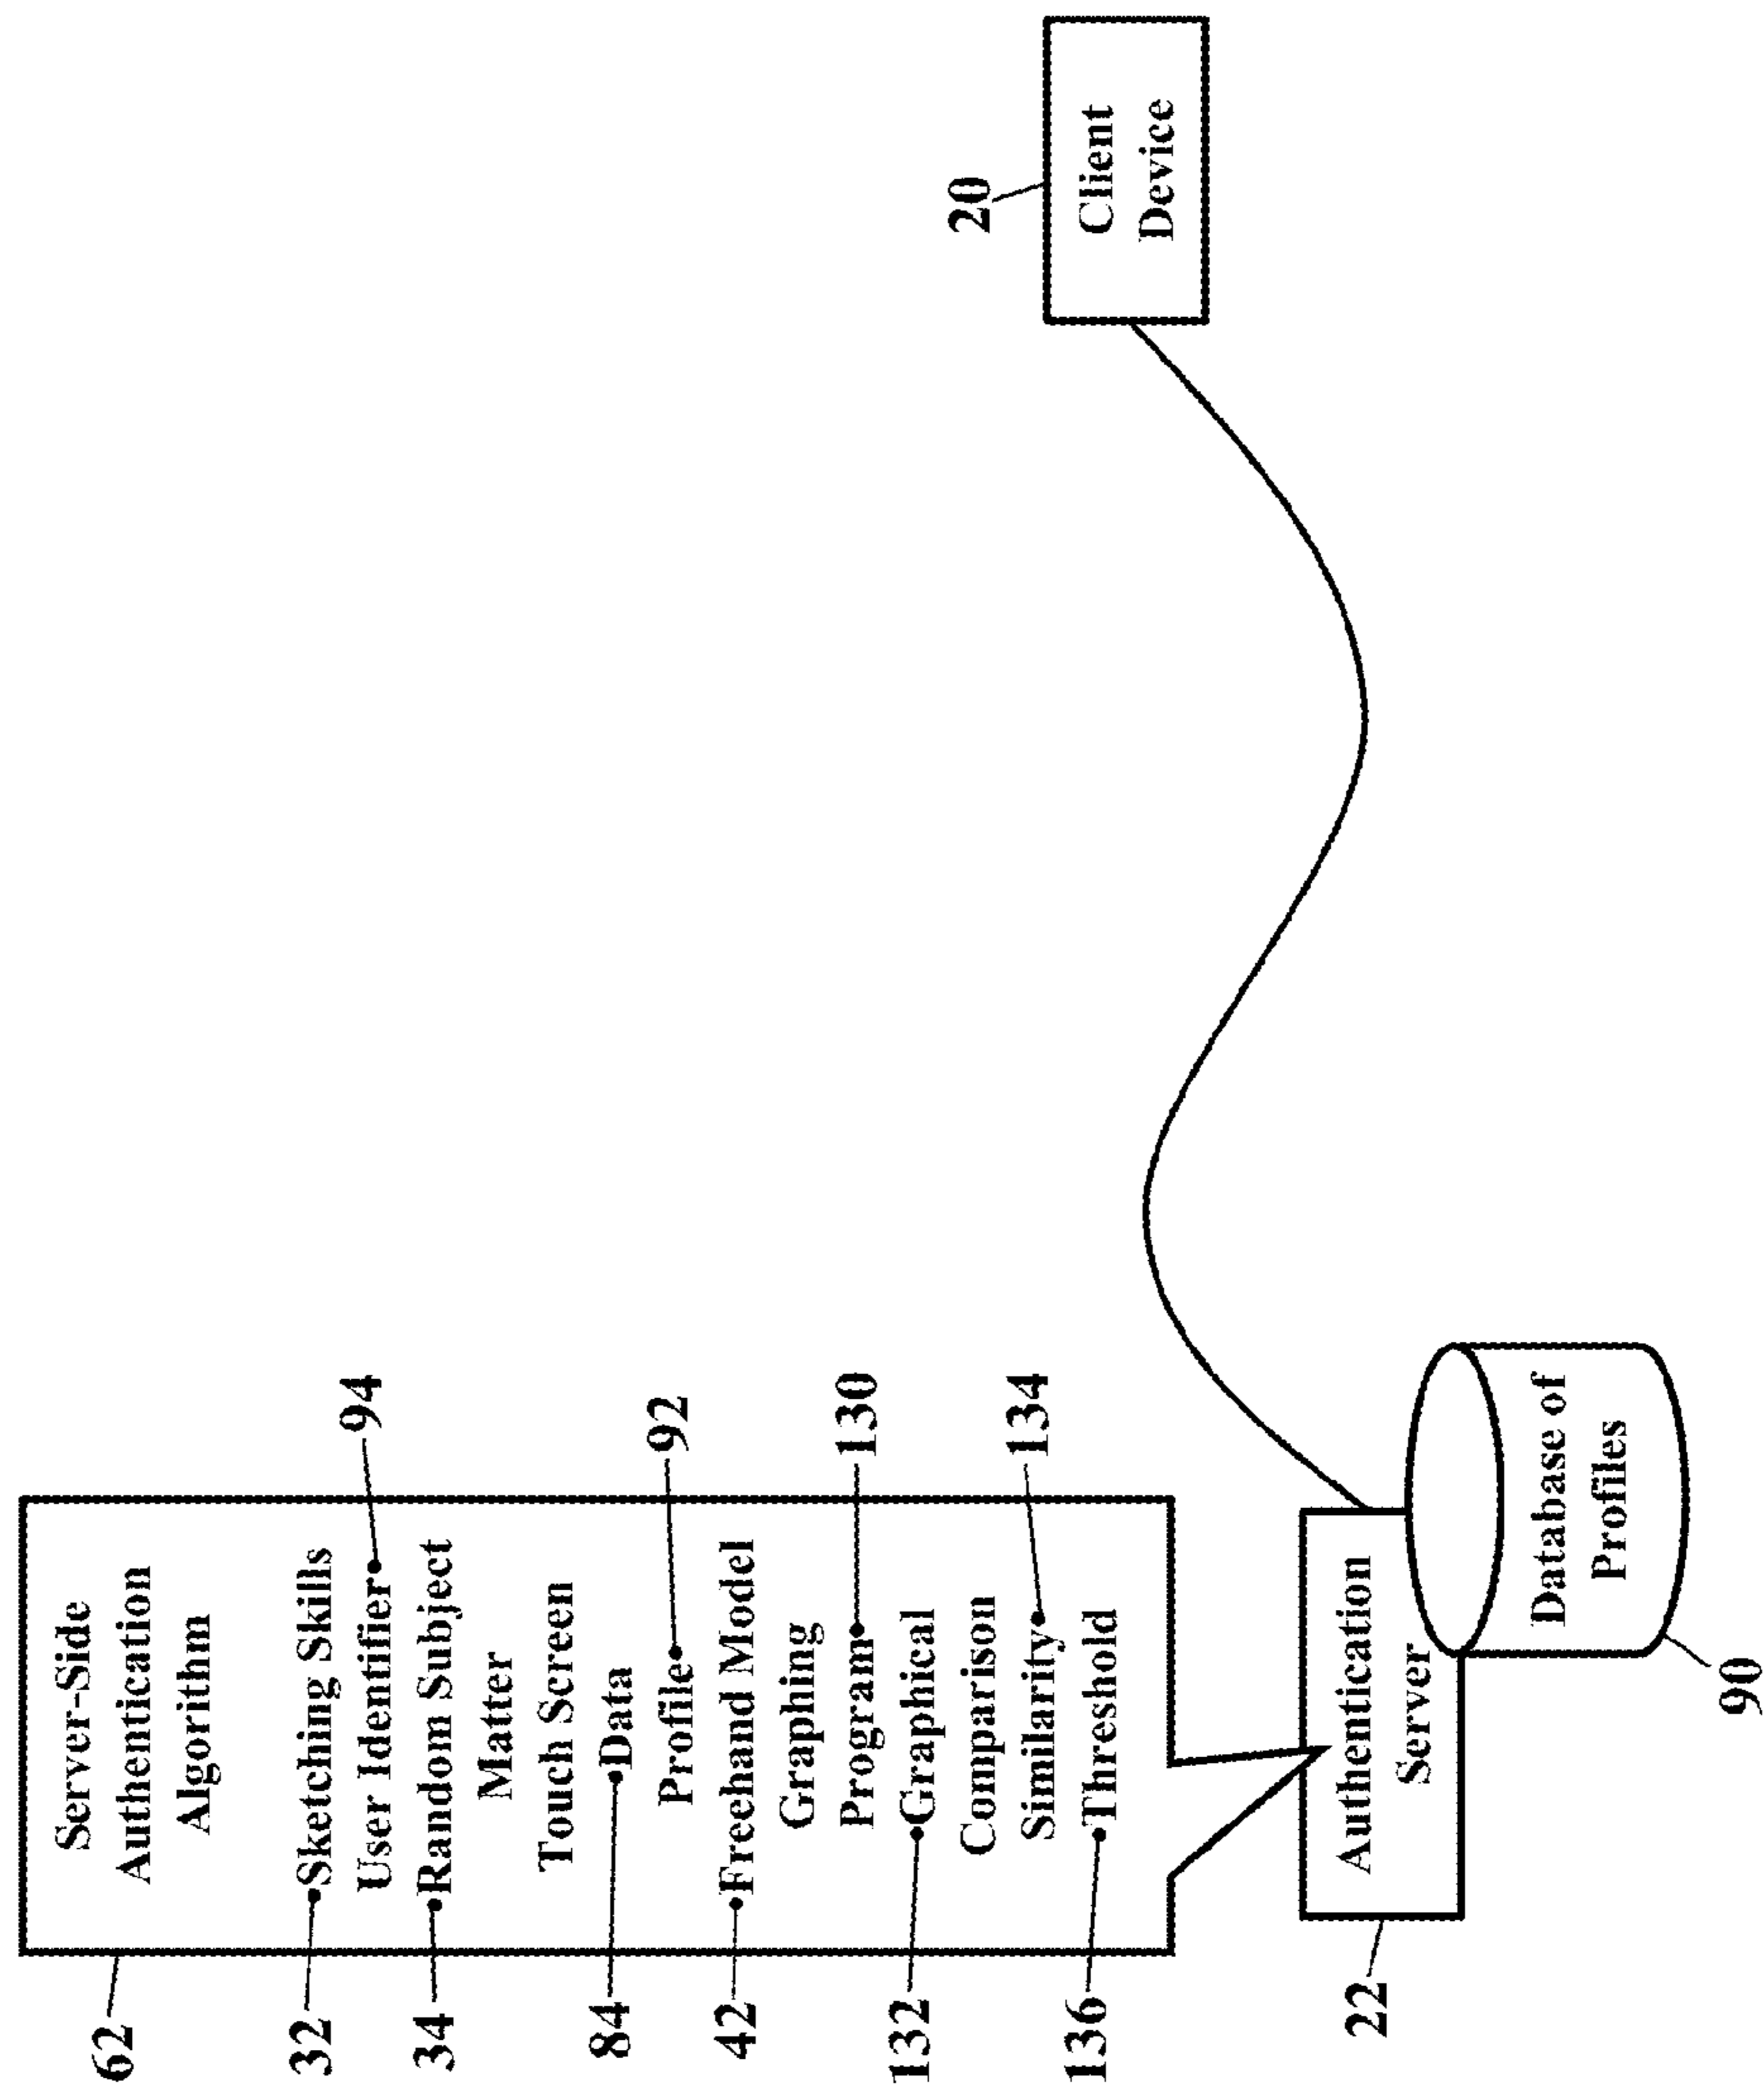 62
Server-Side
Authentication
Algorithm
32
Sketching Skills
User Identifier
94
34
Random Subject
Matter
Touch Screen
84
Data
Profile
92
42
Freehand Model
Graphing
Program
130
132
Graphical
Comparison
Similarity
134
136
Threshold
22
Authentication
Server
Database of
Profiles
90
20
Client
Device